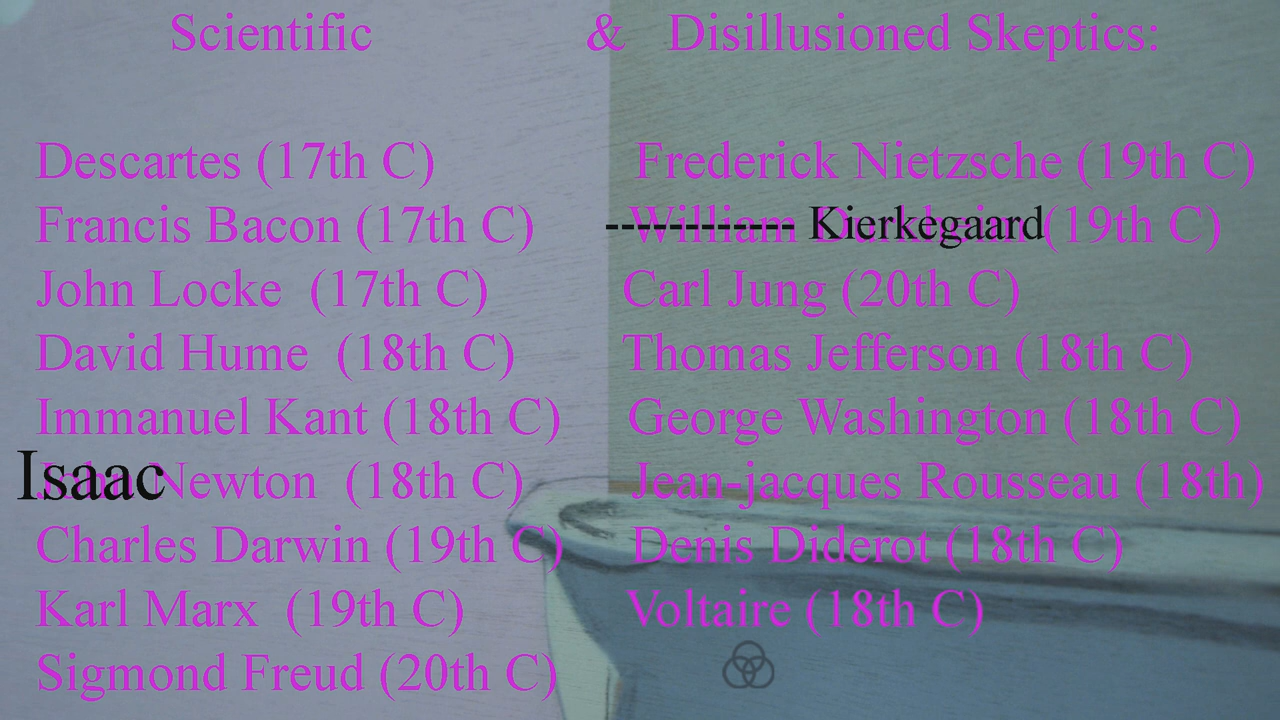 Scientific & Disillusioned Skeptics:
Descartes (17th C) Frederick Nietzsche (19th C)
Francis Bacon (17th C) ------------ William Kierkegaard (19th C)
John Locke (17th C) Carl Jung (20th C)
David Hume (18th C) Thomas Jefferson (18th C)
Immanuel Kant (18th C) George Washington (18th C)
Isaac John Newton (18th C) Jean-jacques Rousseau (18th)
Charles Darwin (19th C) Denis Diderot (18th C)
Karl Marx (19th C) Voltaire (18th C)
Sigmond Freud (20th C)